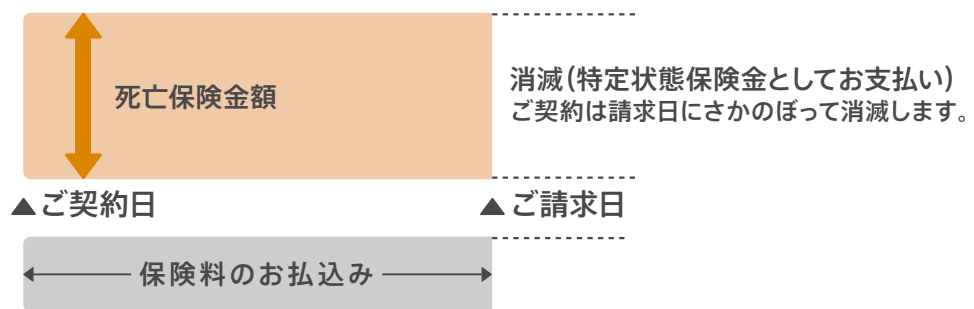 死亡保険金額
消滅(特定状態保険金としてお支払い)
ご契約は請求日にさかのぼって消滅します。
▲ご契約日
▲ご請求日
保険料のお払込み